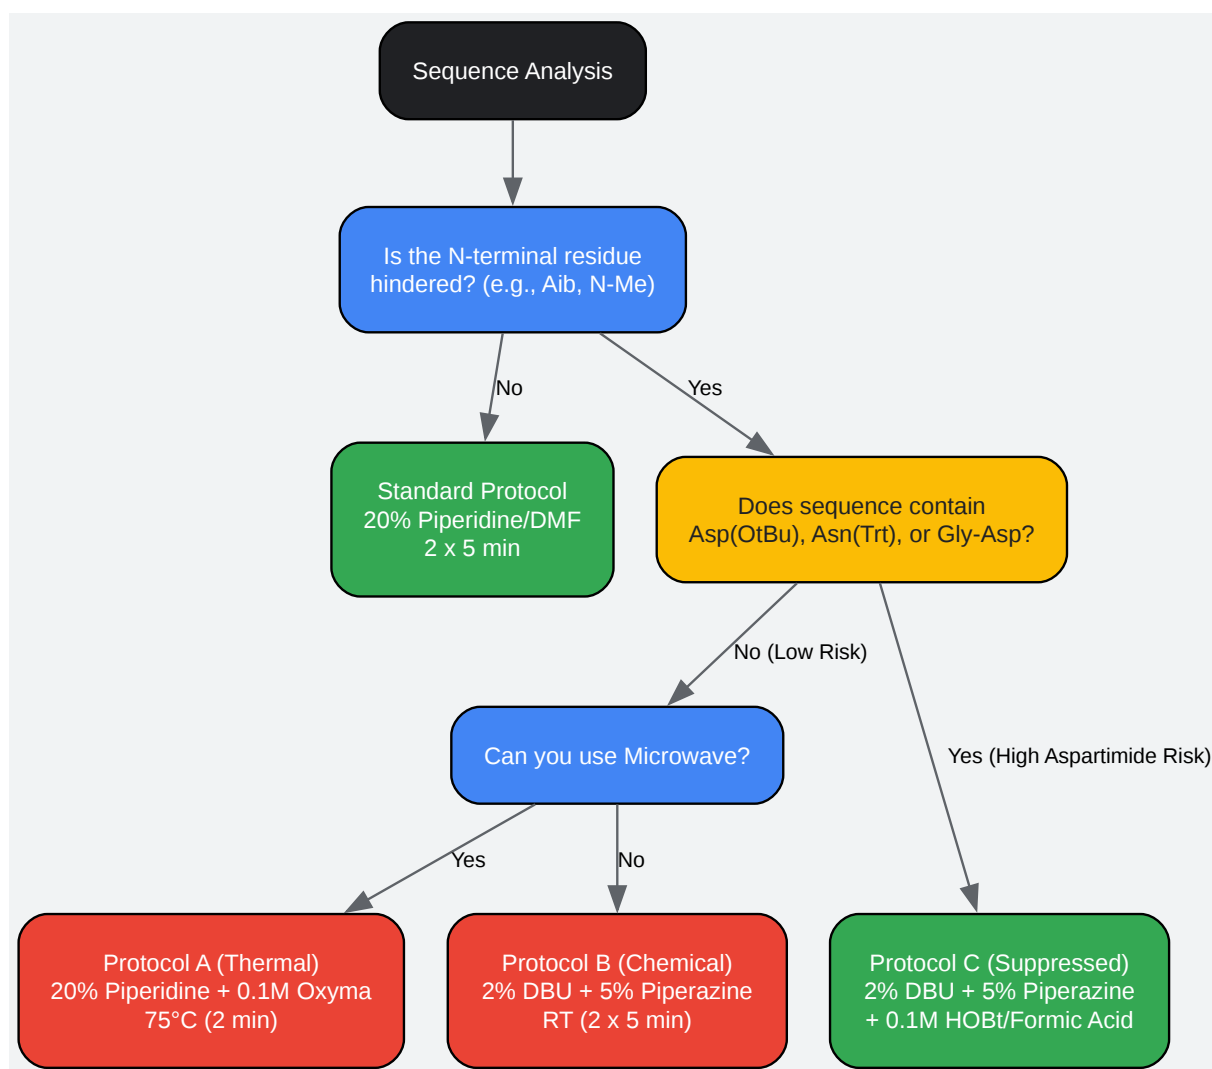 Sequence Analysis
Is the N-terminal residue
hindered? (e.g., Aib, N-Me)
No
Yes
Standard Protocol
20% Piperidine/DMF
2 x 5 min
Does sequence contain
Asp(OtBu), Asn(Trt), or Gly-Asp?
No (Low Risk)
Yes (High Aspartimide Risk)
Can you use Microwave?
Yes
No
Protocol A (Thermal)
20% Piperidine + 0.1M Oxyma
75°C (2 min)
Protocol B (Chemical)
2% DBU + 5% Piperazine
RT (2 x 5 min)
Protocol C (Suppressed)
2% DBU + 5% Piperazine
+ 0.1M HOBt/Formic Acid